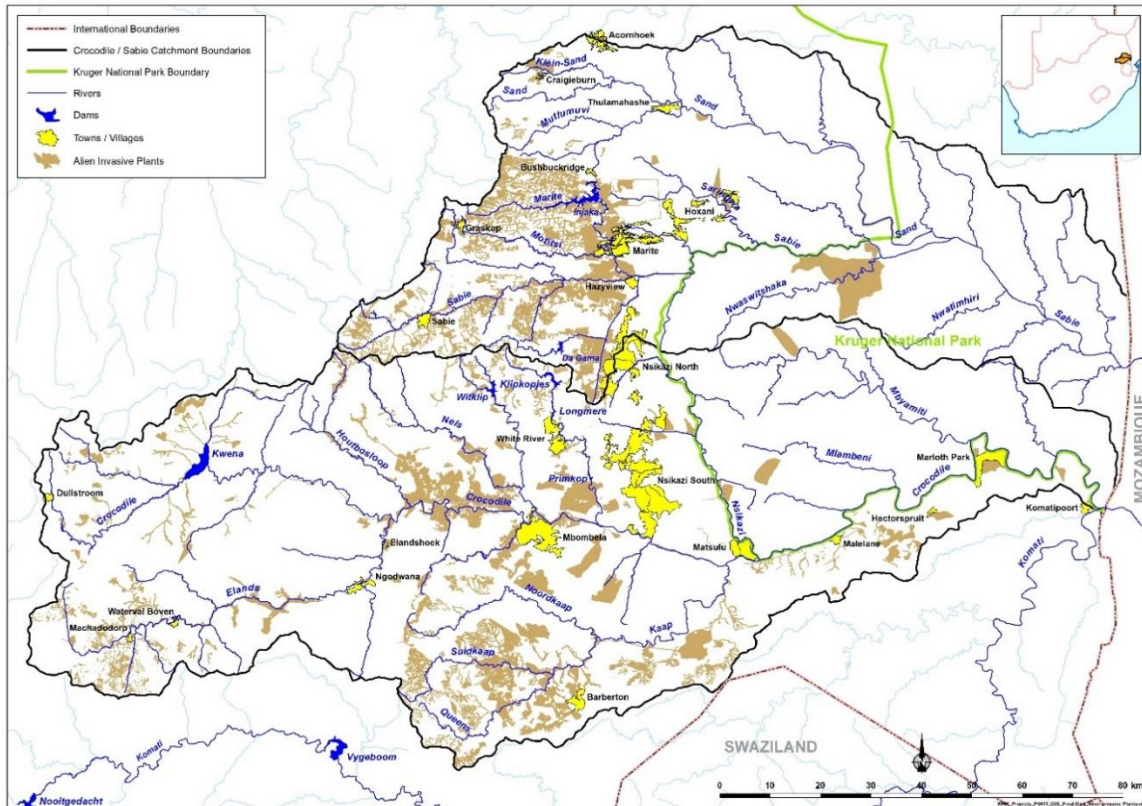 International Boundaries
Crocodile / Sabie Catchment Boundaries
Kruger National Park Boundary
Rivers
Dams
Towns / Villages
Alien Invasive Plants
Acornhoek
Klein-Sand
Craigieburn
Sand
Thulamahashe
Sand
Mutlumuvi
Bushbuckridge
Marite
Injaka
Hoxani
Graskop
Motitsi
Marite
Sabie
Sand
Hazyview
Nwaswitshaka
Nwatimhiri
Sabie
Sabie
Sabie
Kruger National Park
Da Gama
Nsikazi North
Klipkopjes
Witklip
Longmere
Mbyamiti
MOZAMBIQUE
Nels
Houtbosloop
White River
Kwena
Mlambeni
Marloth Park
Crocodile
Dullstroom
Crocodile
Primkop
Nsikazi South
Crocodile
Nsikazi
Hectorspruit
Komatipoort
Elandshoek
Mbombela
Matsulu
Malelane
Komati
Ngodwana
Elands
Noordkaap
Waterval Boven
Machadodorp
Kaap
Suidkaap
Barberton
Queens
SWAZILAND
Komati
Vygeboom
Nooitgedacht
0 10 20 30 40 50 60 70 80 km